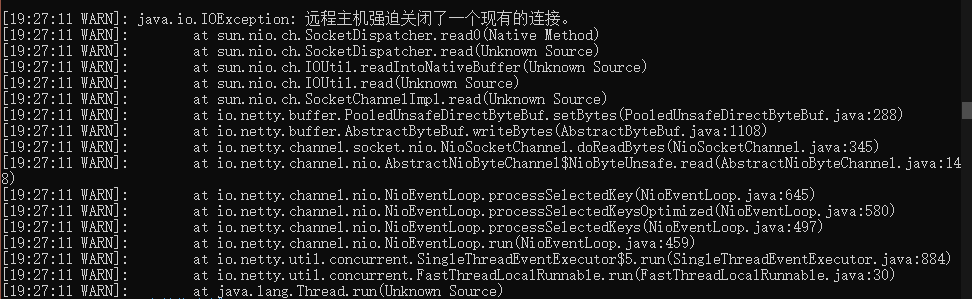 [19:27:11 WARN]: java.io.IOException: 远程主机强迫关闭了一个现有的连接。
[19:27:11 WARN]:        at sun.nio.ch.SocketDispatcher.read0(Native Method)
[19:27:11 WARN]:        at sun.nio.ch.SocketDispatcher.read(Unknown Source)
[19:27:11 WARN]:        at sun.nio.ch.IOUtil.readIntoNativeBuffer(Unknown Source)
[19:27:11 WARN]:        at sun.nio.ch.IOUtil.read(Unknown Source)
[19:27:11 WARN]:        at sun.nio.ch.SocketChannelImpl.read(Unknown Source)
[19:27:11 WARN]:        at io.netty.buffer.PooledUnsafeDirectByteBuf.setBytes(PooledUnsafeDirectByteBuf.java:288)
[19:27:11 WARN]:        at io.netty.buffer.AbstractByteBuf.writeBytes(AbstractByteBuf.java:1108)
[19:27:11 WARN]:        at io.netty.channel.socket.nio.NioSocketChannel.doReadBytes(NioSocketChannel.java:345)
[19:27:11 WARN]:        at io.netty.channel.nio.AbstractNioByteChannel$NioByteUnsafe.read(AbstractNioByteChannel.java:14
8)
[19:27:11 WARN]:        at io.netty.channel.nio.NioEventLoop.processSelectedKey(NioEventLoop.java:645)
[19:27:11 WARN]:        at io.netty.channel.nio.NioEventLoop.processSelectedKeysOptimized(NioEventLoop.java:580)
[19:27:11 WARN]:        at io.netty.channel.nio.NioEventLoop.processSelectedKeys(NioEventLoop.java:497)
[19:27:11 WARN]:        at io.netty.channel.nio.NioEventLoop.run(NioEventLoop.java:459)
[19:27:11 WARN]:        at io.netty.util.concurrent.SingleThreadEventExecutor$5.run(SingleThreadEventExecutor.java:884)
[19:27:11 WARN]:        at io.netty.util.concurrent.FastThreadLocalRunnable.run(FastThreadLocalRunnable.java:30)
[19:27:11 WARN]:        at java.lang.Thread.run(Unknown Source)